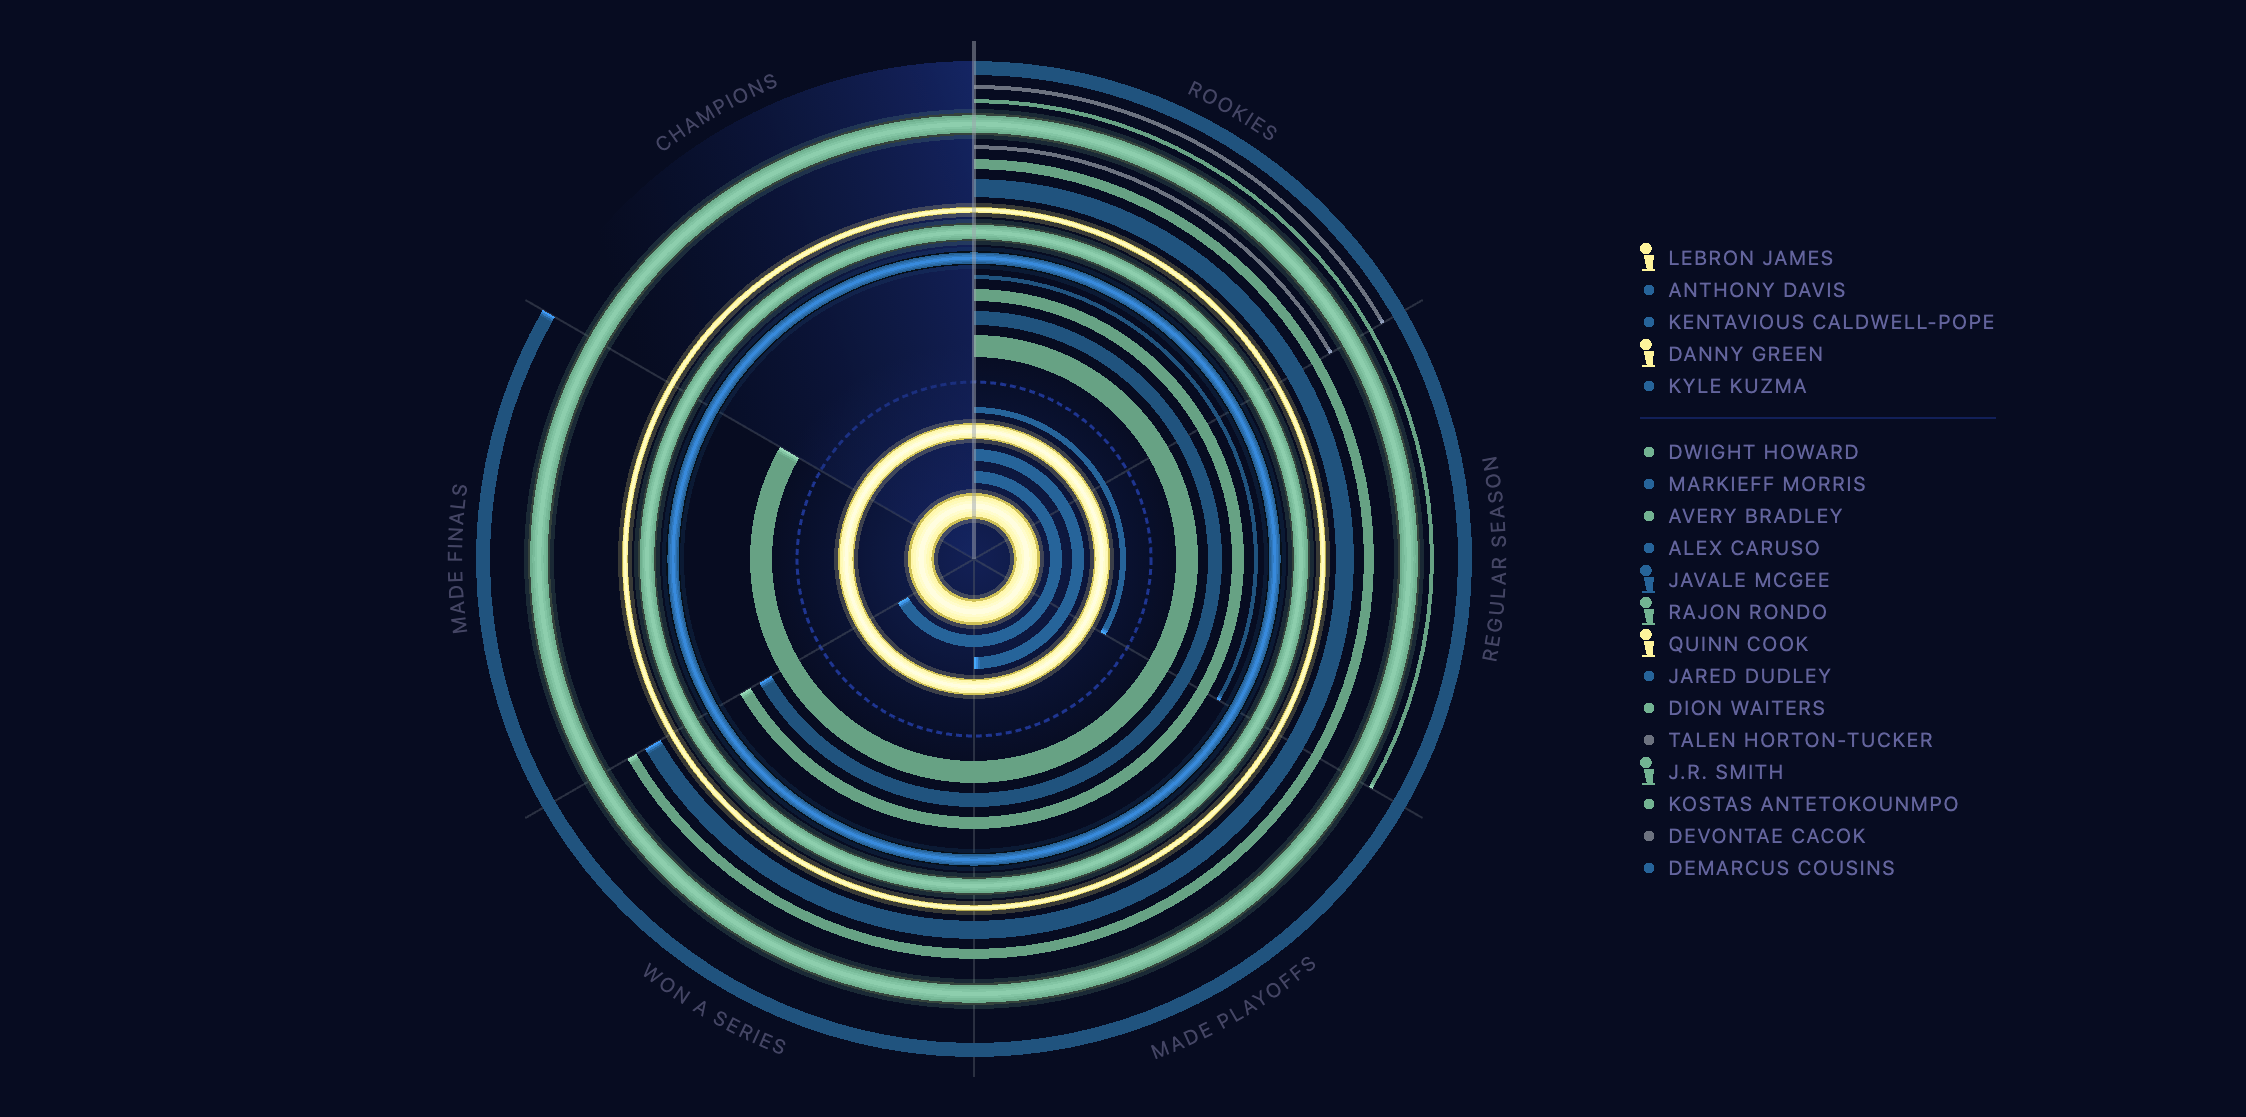 CHAMPIONS
ROOKIES
MADE FINALS
REGULAR SEASON
WON A SERIES
MADE PLAYOFFS
LEBRON JAMES
ANTHONY DAVIS
KENTAVIOUS CALDWELL-POPE
DANNY GREEN
KYLE KUZMA
DWIGHT HOWARD
MARKIEFF MORRIS
AVERY BRADLEY
ALEX CARUSO
JAVALE MCGEE
RAJON RONDO
QUINN COOK
JARED DUDLEY
DION WAITERS
TALEN HORTON-TUCKER
J.R. SMITH
KOSTAS ANTETOKOUNMPO
DEVONTAE CACOK
DEMARCUS COUSINS